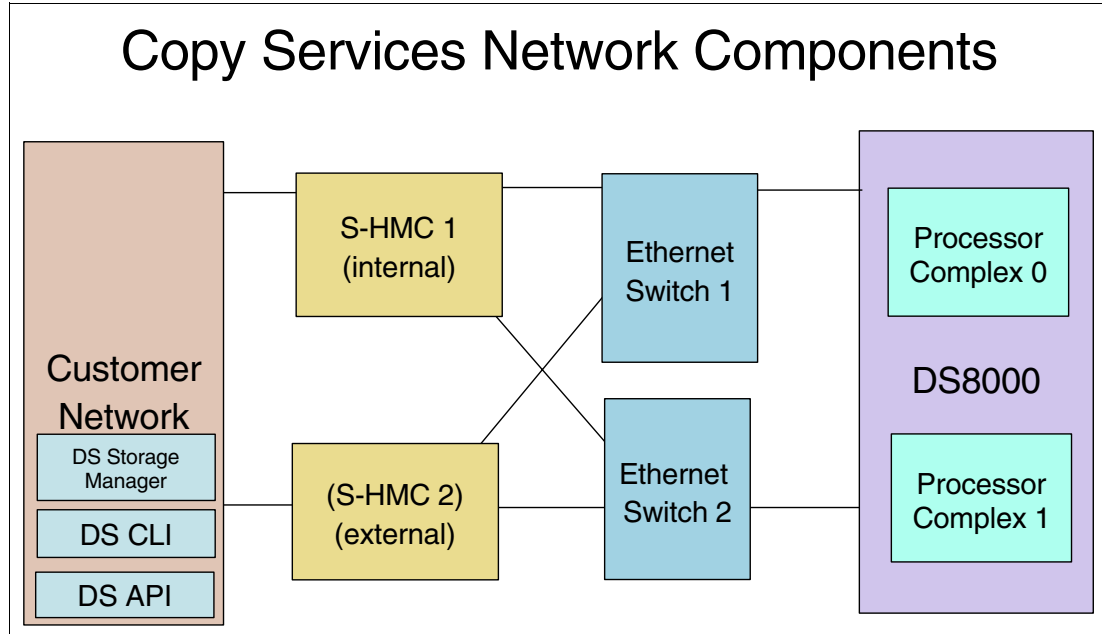 Copy Services Network Components
Customer
Network
DS Storage
Manager
DS CLI
DS API
S-HMC 1
(internal)
(S-HMC 2)
(external)
Ethernet
Switch 1
Ethernet
Switch 2
Processor
Complex 0
DS8000
Processor
Complex 1